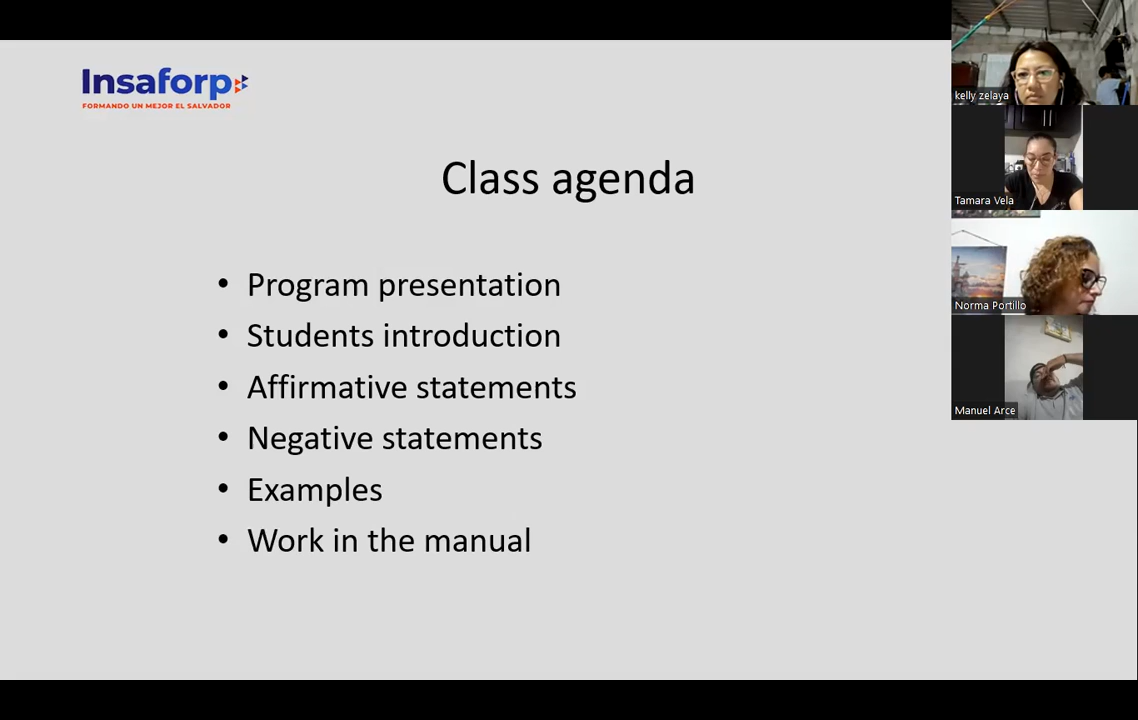 Insaforp
FORMANDO UN MEJOR EL SALVADOR
Class agenda
• Program presentation
• Students introduction
• Affirmative statements
• Negative statements
• Examples
• Work in the manual
kelly zelaya
Tamara Vela
Norma Portillo
Manuel Arce